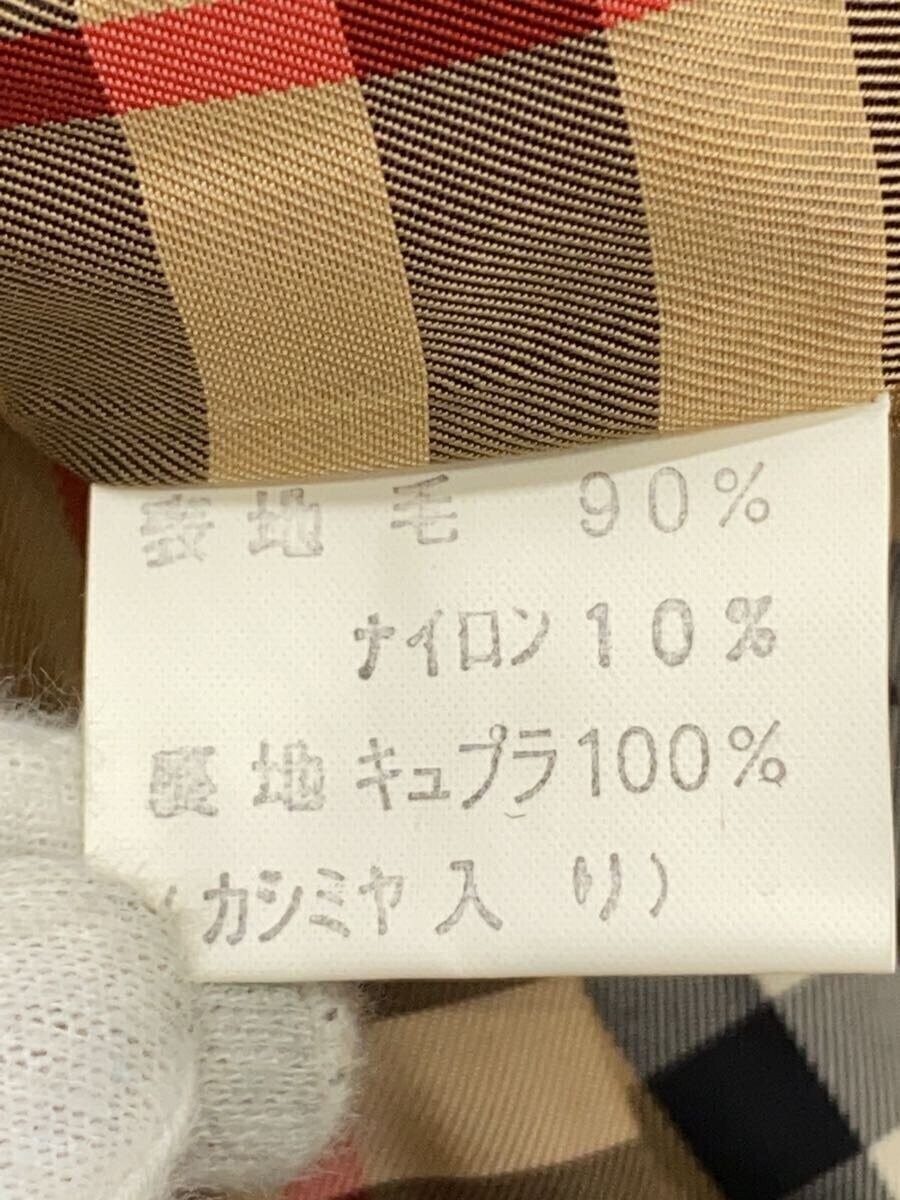 表地 毛 90%
ナイロン 10%
裏地 キュプラ 100%
(カシミヤ入り)